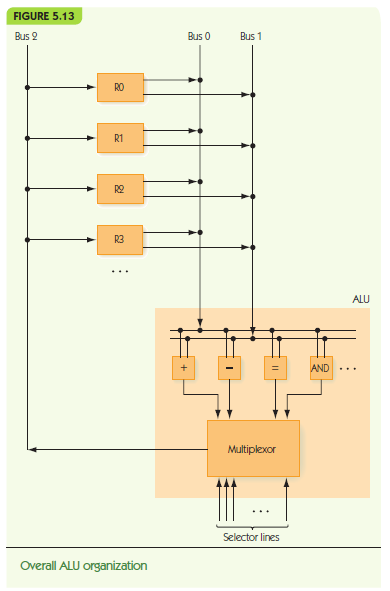 FIGURE 5.13
Bus 2 Bus 0 Bus 1
R0
R1
R2
R3
...
ALU
+ − = AND ...
Multiplexor
...
Selector lines
Overall ALU organization